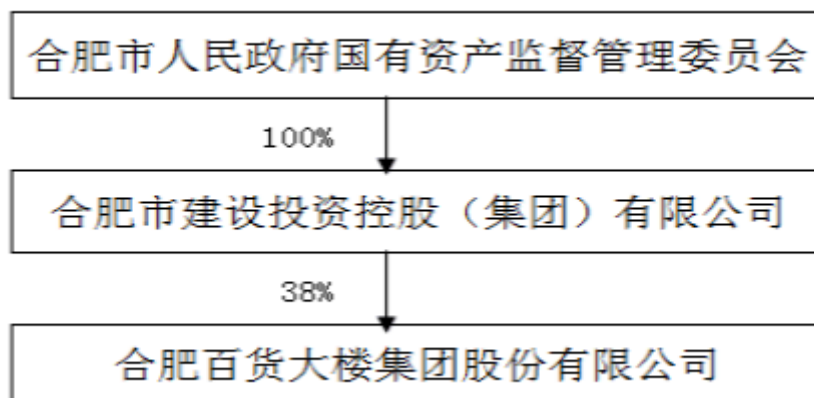 合肥市人民政府国有资产监督管理委员会
100%
合肥市建设投资控股（集团）有限公司
38%
合肥百货大楼集团股份有限公司